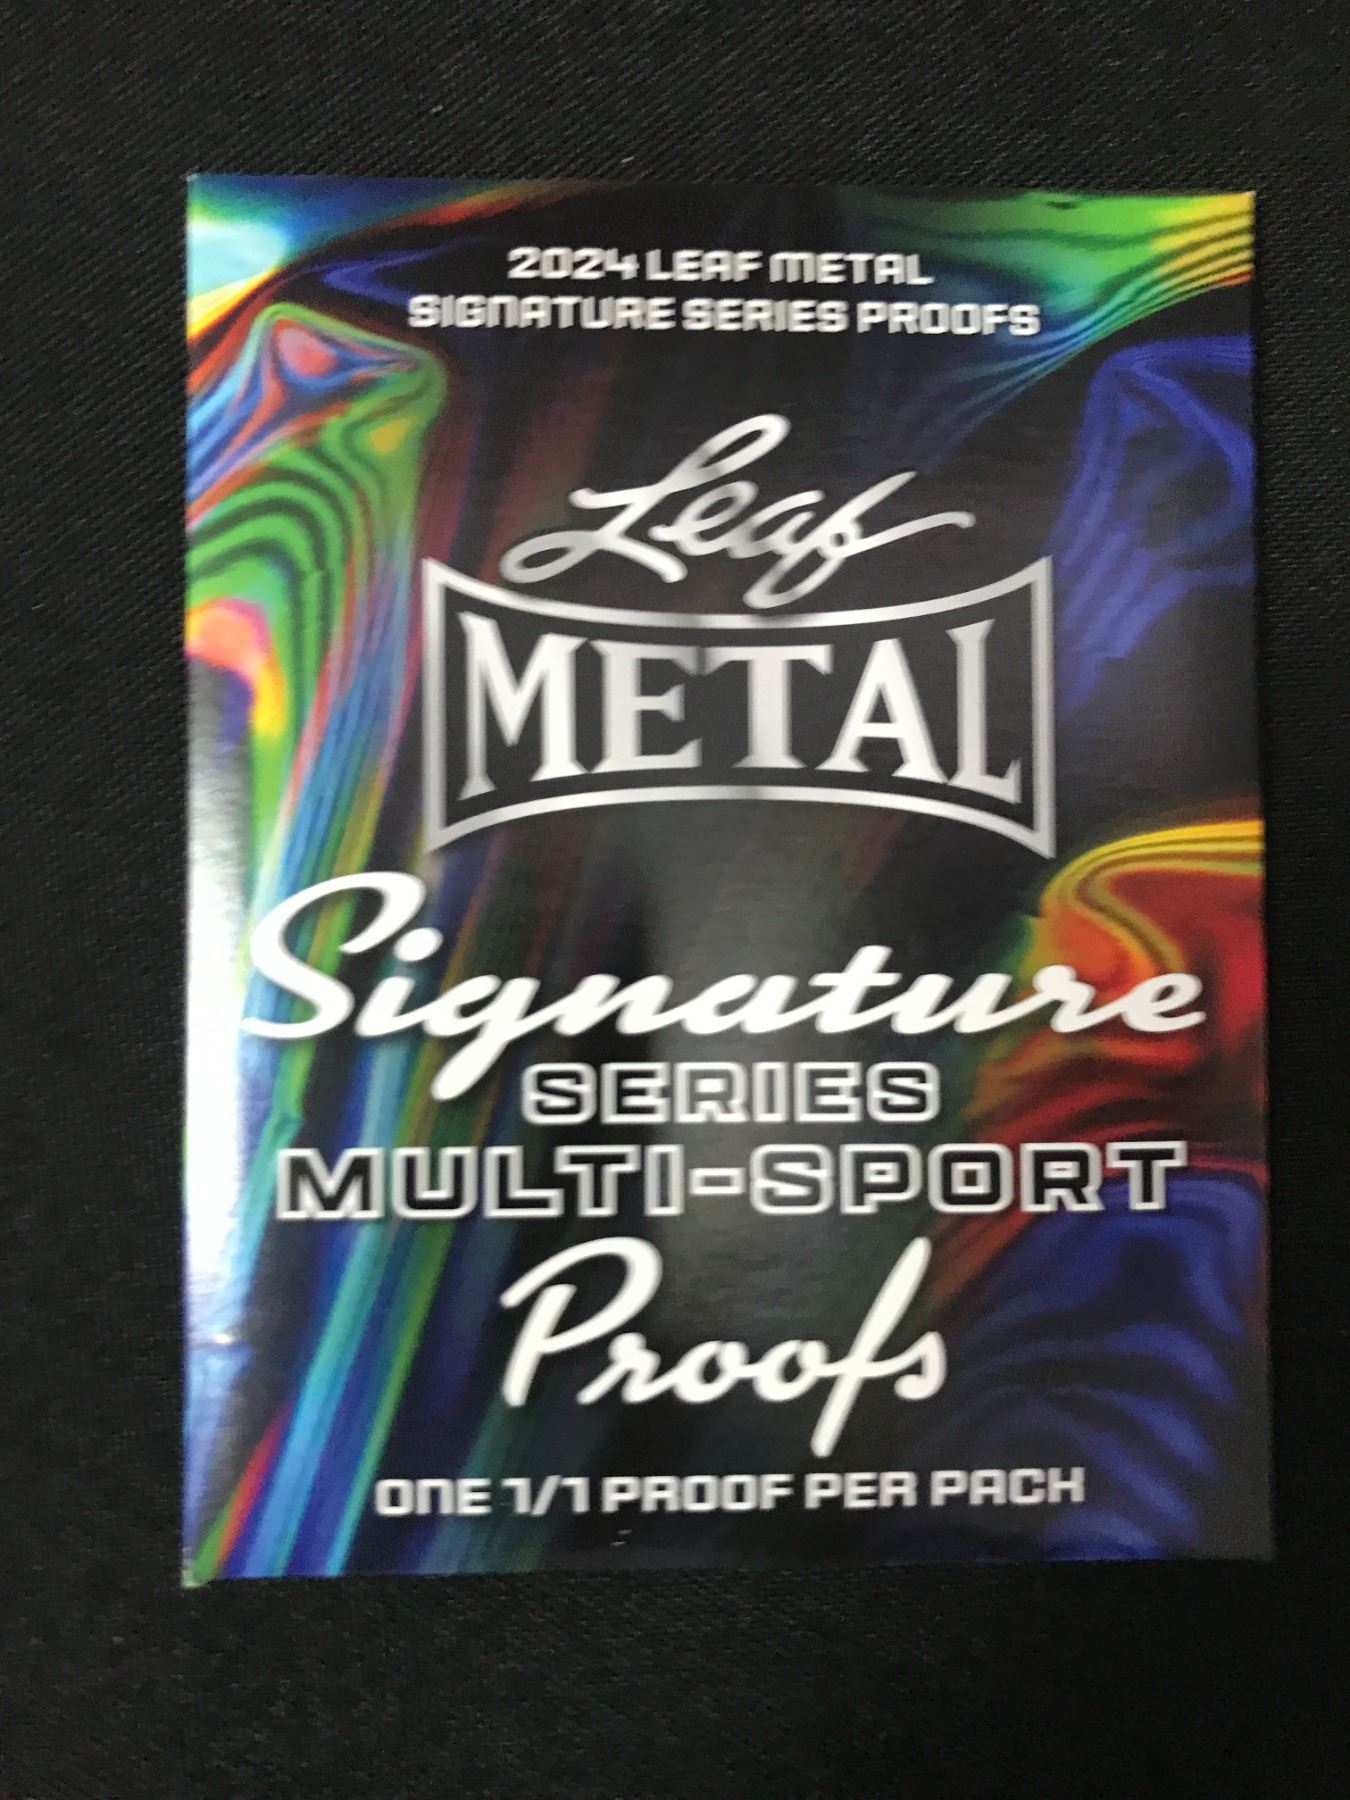 2024 LEAF METAL
SIGNATURE SERIES PROOFS
Leaf
METAL
Signature
SERIES
MULTI-SPORT
Proofs
ONE 1/1 PROOF PER PACK